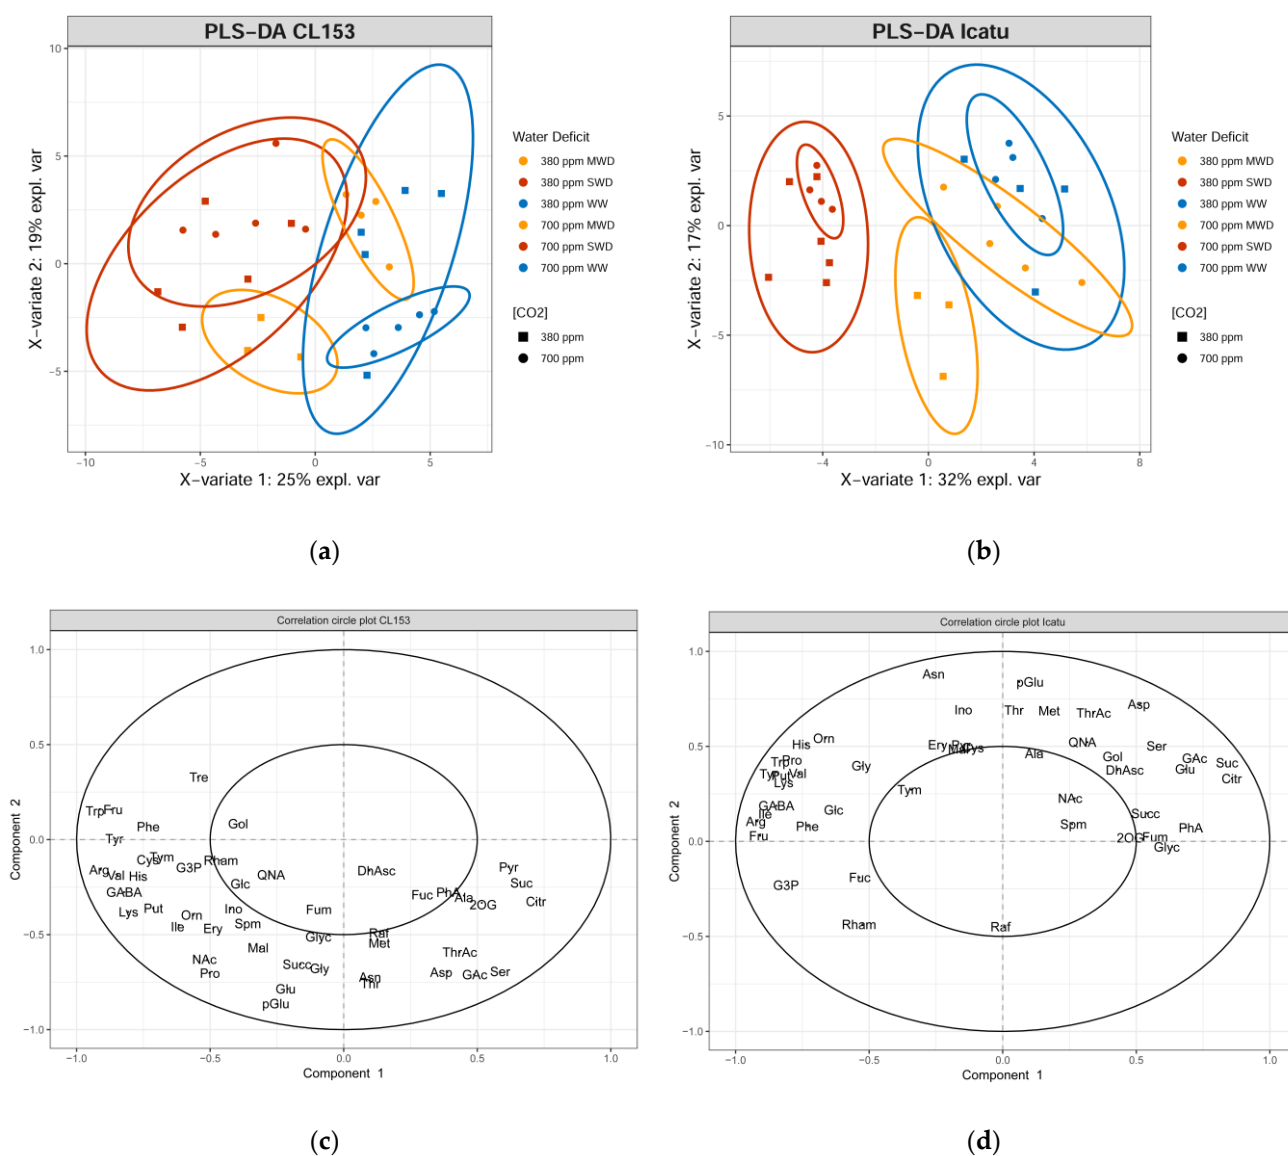 PLS−DA CL153
10
5
0
−5
−10
−5
0
5
X−variate 2: 19% expl. var
X−variate 1: 25% expl. var
Water Deficit
380 ppm MWD
380 ppm SWD
380 ppm WW
700 ppm MWD
700 ppm SWD
700 ppm WW
[CO2]
380 ppm
700 ppm
(a)
PLS−DA Icatu
5
0
−5
−10
−4
0
4
8
X−variate 2: 17% expl. var
X−variate 1: 32% expl. var
Water Deficit
380 ppm MWD
380 ppm SWD
380 ppm WW
700 ppm MWD
700 ppm SWD
700 ppm WW
[CO2]
380 ppm
700 ppm
(b)
Correlation circle plot CL153
1.0
0.5
0.0
−0.5
−1.0
Component 2
Tre
Trp Fru
Gol
Phe
Tyr
Cys Tym
G3P Rham
Arg Val His
Glc QNA
DhAsc
Pyr
Suc
GABA
Fuc PhA Ala
2OG Citr
Lys Put
Orn Ino
Fum
Ile Ery Spm
Glyc
Raf
Met
Mal
ThrAc
NAc
Pro
Succ Gly
Asn
Thr
Asp GAc Ser
Glu
pGlu
−1.0
−0.5
0.0
0.5
1.0
Component 1
(c)
Correlation circle plot Icatu
1.0
0.5
0.0
−0.5
−1.0
Component 2
Asn
pGlu
Ino
Thr Met ThrAc Asp
His Orn
Ery
Cys
QNA Ser
Ala
Gol
GAc
Trp Pro
Gly
DhAsc Glu Suc
Put Val
Citr
Lys
Tym
NAc
GABA
Glc
Succ
Ile
Arg
Phe
Spm
PhA
Fru
2OG Fum
Glyc
G3P
Fuc
Rham
Raf
−1.0
−0.5
0.0
0.5
1.0
Component 1
(d)